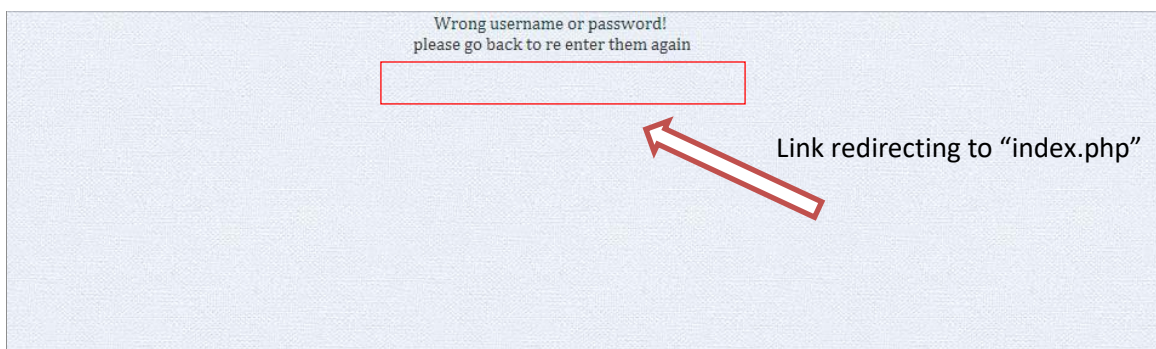 Wrong username or password!
please go back to re enter them again
Link redirecting to “index.php”